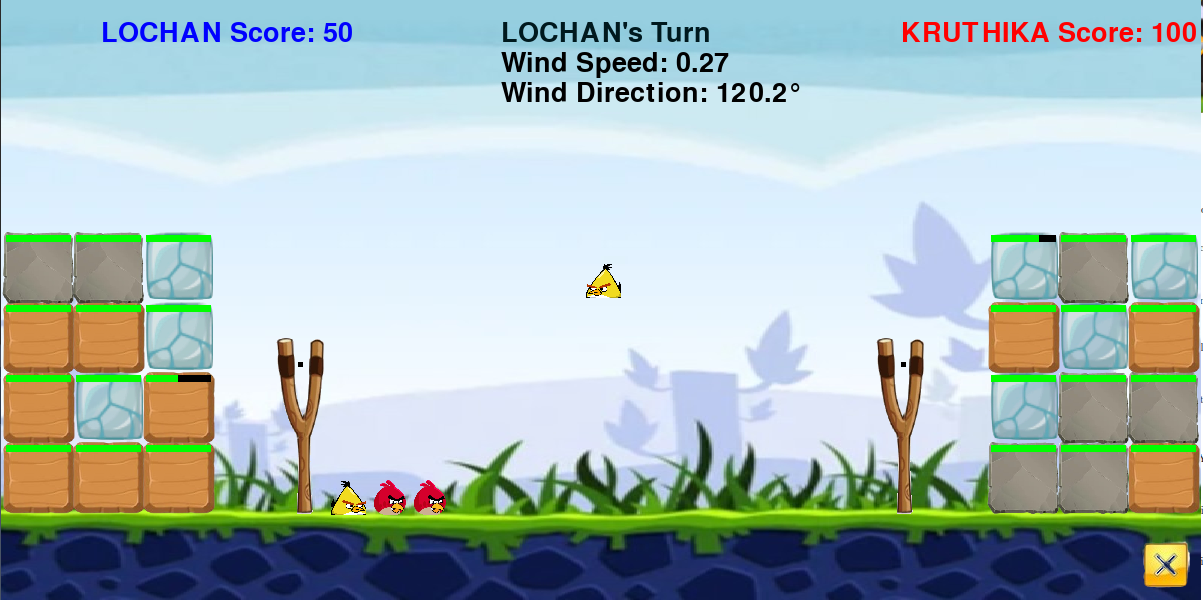 LOCHAN Score: 50
LOCHAN's Turn
KRUTHIKA Score: 100
Wind Speed: 0.27
Wind Direction: 120.2°